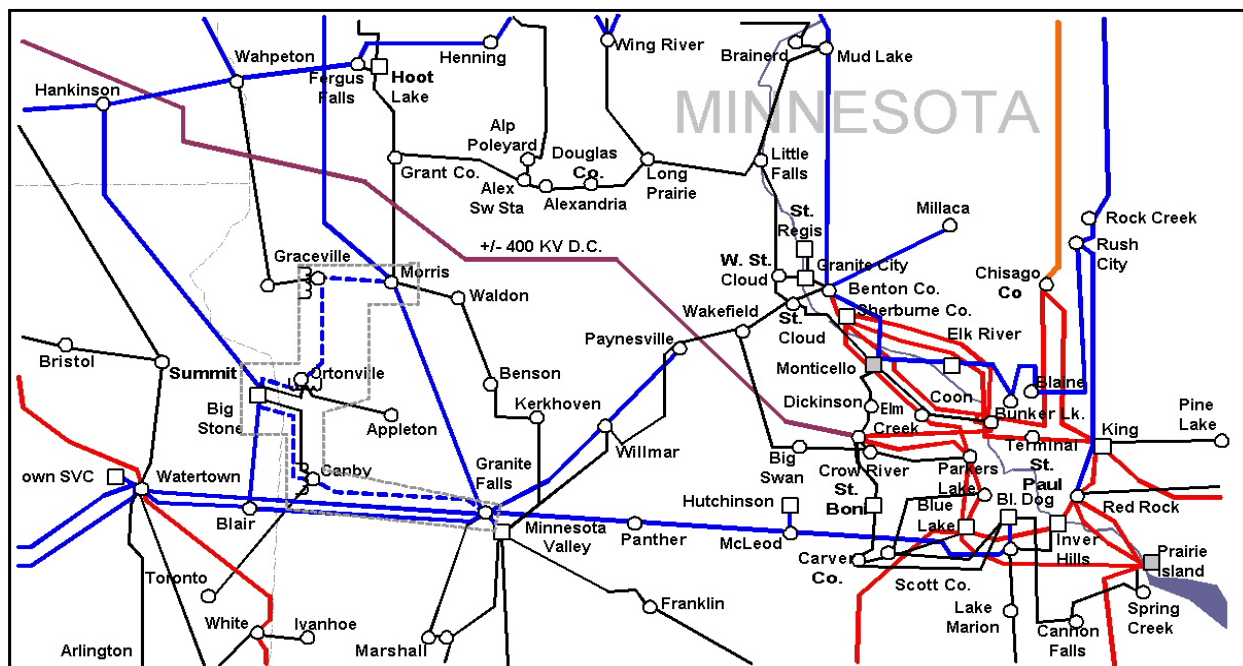 Wahpeton
Hankinson
Fergus
Falls
Hoot
Lake
Henning
Wing River
Brainerd
Mud Lake
MINNESOTA
Alp
Poleyard
Douglas
Co.
Grant Co.
Alex
Sw Sta
Alexandria
Long
Prairie
Little
Falls
St.
Regis
Millaca
Rock Creek
Rush
City
+/- 400 KV D.C.
W. St.
Cloud
Granite City
Benton Co.
Chisago
Co
Graceville
Morris
Waldon
Wakefield
St.
Cloud
Sherburne Co.
Elk River
Paynesville
Bristol
Summit
Ortonville
Benson
Monticello
Blaine
Big
Stone
Appleton
Kerkhoven
Dickinson
Elm
Creek
Coon
Bunker Lk.
Pine
Lake
King
Terminal
own SVC
Watertown
Canby
Granite
Falls
Willmar
Big
Swan
Crow River
Parkers
Lake
St.
Paul
Blair
Minnesota
Valley
Panther
Hutchinson
McLeod
St.
Boni
Blue
Lake
Bl. Dog
Red Rock
Inver
Hills
Prairie
Island
Toronto
Carver
Co.
Scott Co.
White
Ivanhoe
Arlington
Marshall
Franklin
Lake
Marion
Cannon
Falls
Spring
Creek